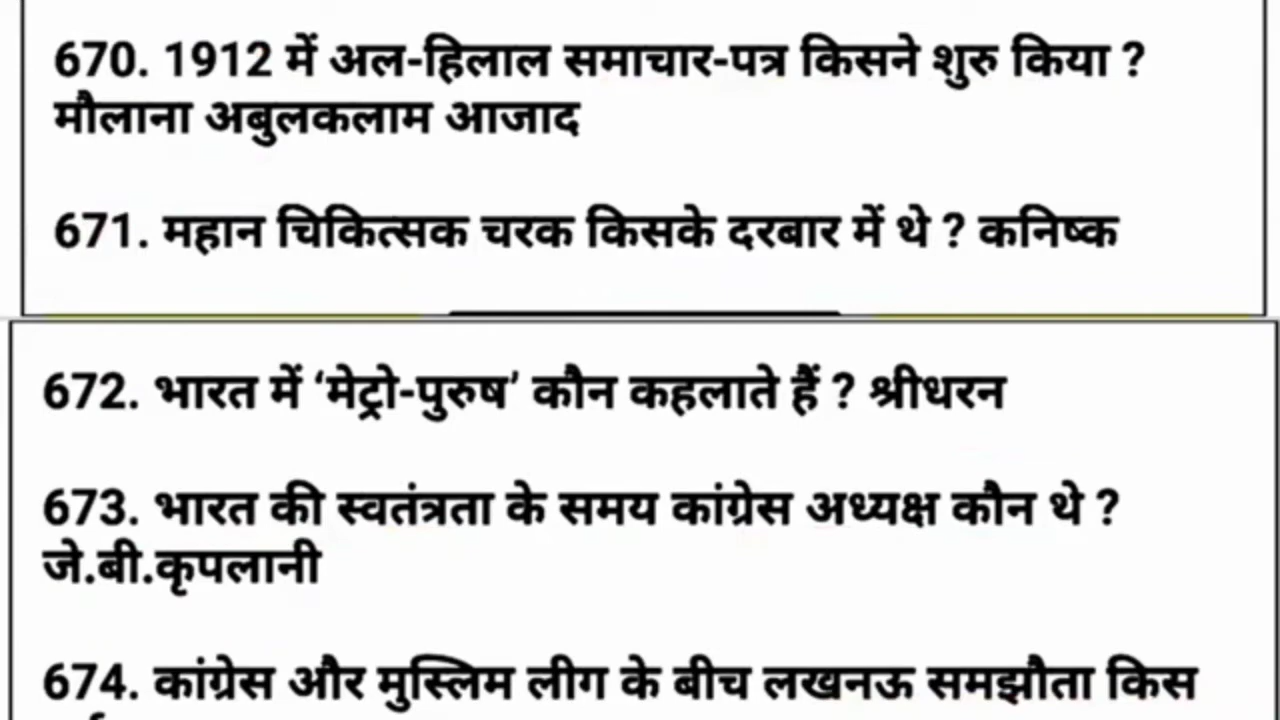 670. 1912 में अल-हिलाल समाचार-पत्र किसने शुरु किया ?
मौलाना अबुलकलाम आजाद
671. महान चिकित्सक चरक किसके दरबार में थे ? कनिष्क
672. भारत में ‘मेट्रो-पुरुष’ कौन कहलाते हैं ? श्रीधरन
673. भारत की स्वतंत्रता के समय कांग्रेस अध्यक्ष कौन थे ?
जे.बी.कृपलानी
674. कांग्रेस और मुस्लिम लीग के बीच लखनऊ समझौता किस